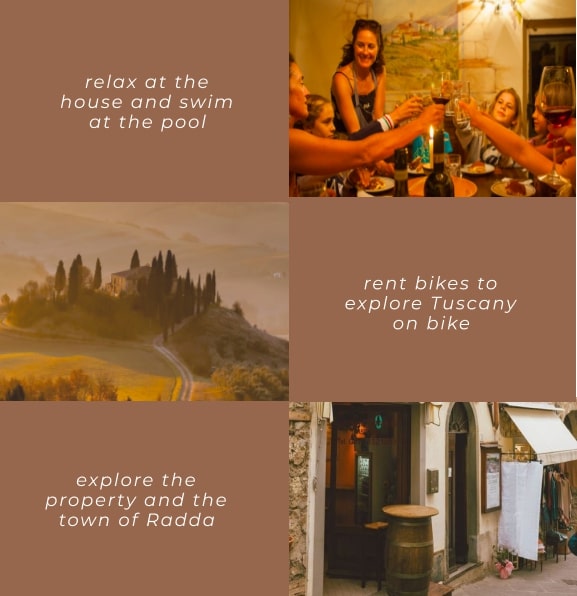 relax at the
house and swim
at the pool
rent bikes to
explore Tuscany
on bike
explore the
property and the
town of Radda